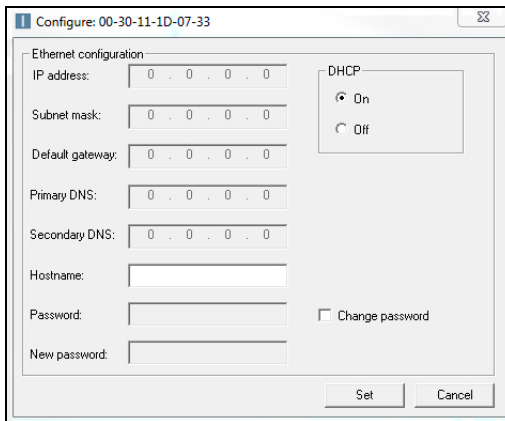 Configure: 00-30-11-1D-07-33
Ethernet configuration
IP address: 0 . 0 . 0 . 0
DHCP
On
Subnet mask: 0 . 0 . 0 . 0
Off
Default gateway: 0 . 0 . 0 . 0
Primary DNS: 0 . 0 . 0 . 0
Secondary DNS: 0 . 0 . 0 . 0
Hostname:
Password:
Change password
New password:
Set Cancel